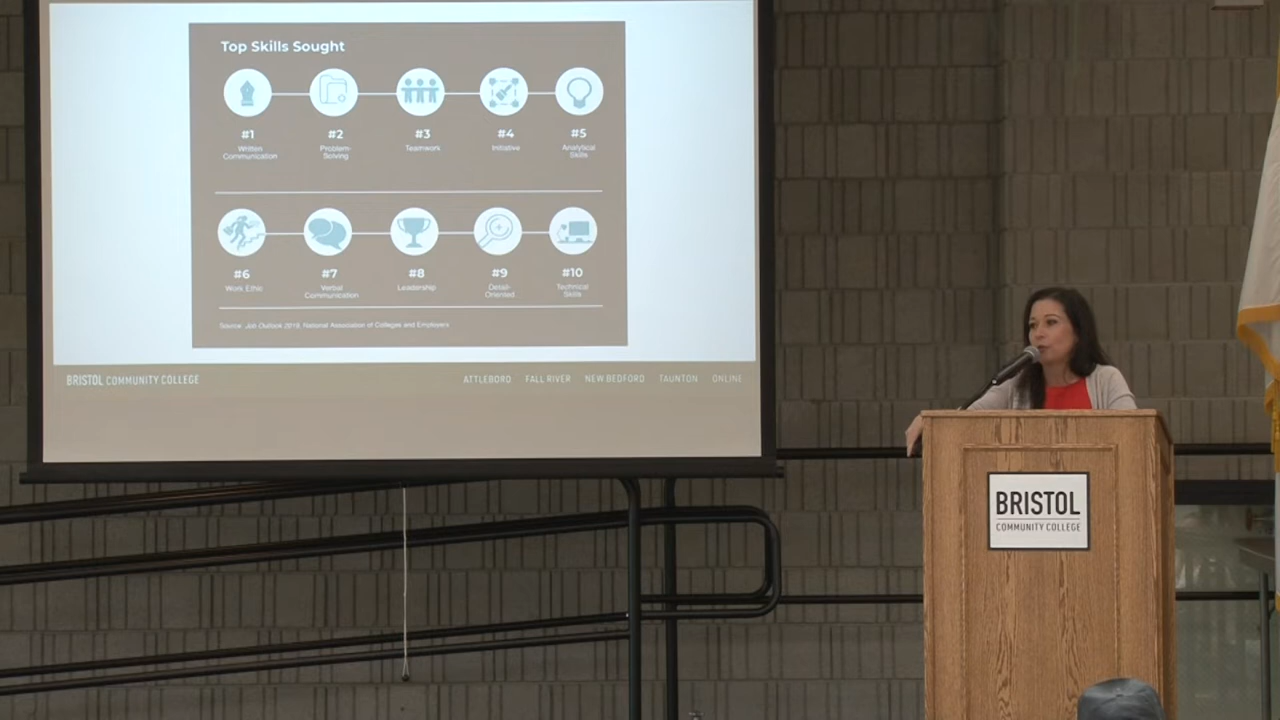 Top Skills Sought
#1 #2 #3 #4 #5
Written Communication
Problem-Solving
Teamwork
Initiative
Analytical Skills
#6 #7 #8 #9 #10
Work Ethic
Verbal Communication
Leadership
Detail-Oriented
Technical Skills
Source: Job Outlook 2019, National Association of Colleges and Employers
BRISTOL COMMUNITY COLLEGE
ATTLEBORO FALL RIVER NEW BEDFORD TAUNTON ONLINE
BRISTOL
COMMUNITY COLLEGE